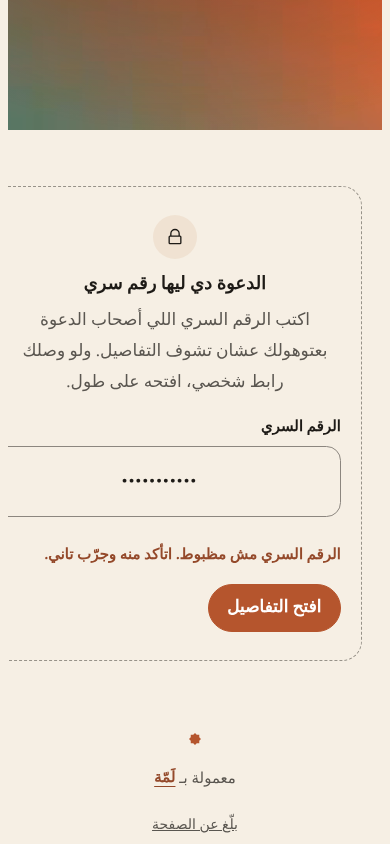 الدعوة دي ليها رقم سري
اكتب الرقم السري اللي أصحاب الدعوة
بعتوهولك عشان تشوف التفاصيل. ولو وصلك
رابط شخصي، افتحه على طول.
الرقم السري
•••••••••••
الرقم السري مش مظبوط. اتأكد منه وجرّب تاني.
افتح التفاصيل
معمولة بـ لَمّة
بلّغ عن الصفحة